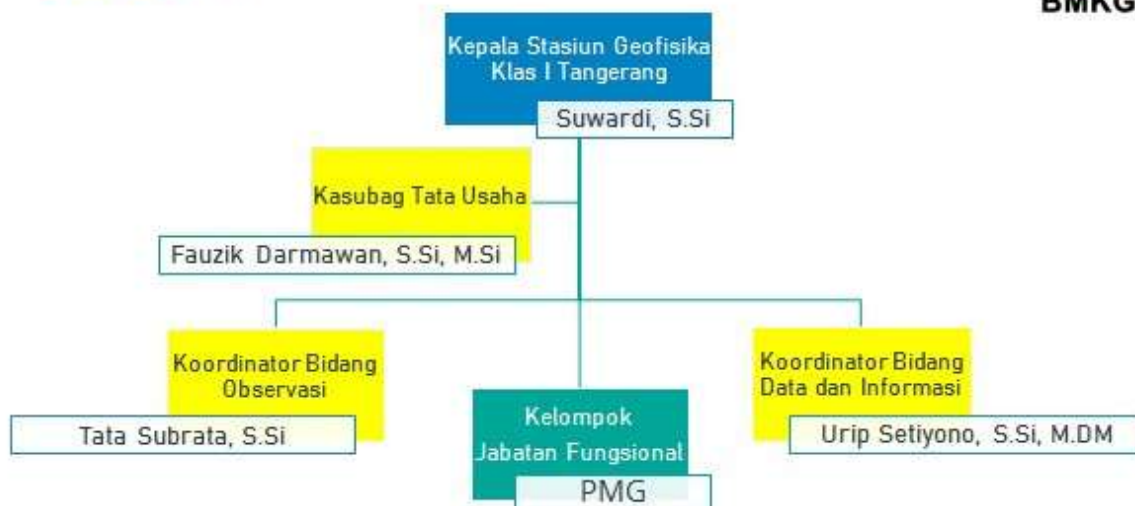 BMKG
Kepala Stasiun Geofisika
Klas I Tangerang
Suwardi, S.Si
Kasubag Tata Usaha
Fauzik Darmawan, S.Si, M.Si
Koordinator Bidang
Observasi
Tata Subrata, S.Si
Kelompok
Jabatan Fungsional
PMG
Koordinator Bidang
Data dan Informasi
Urip Setiyono, S.Si, M.DM